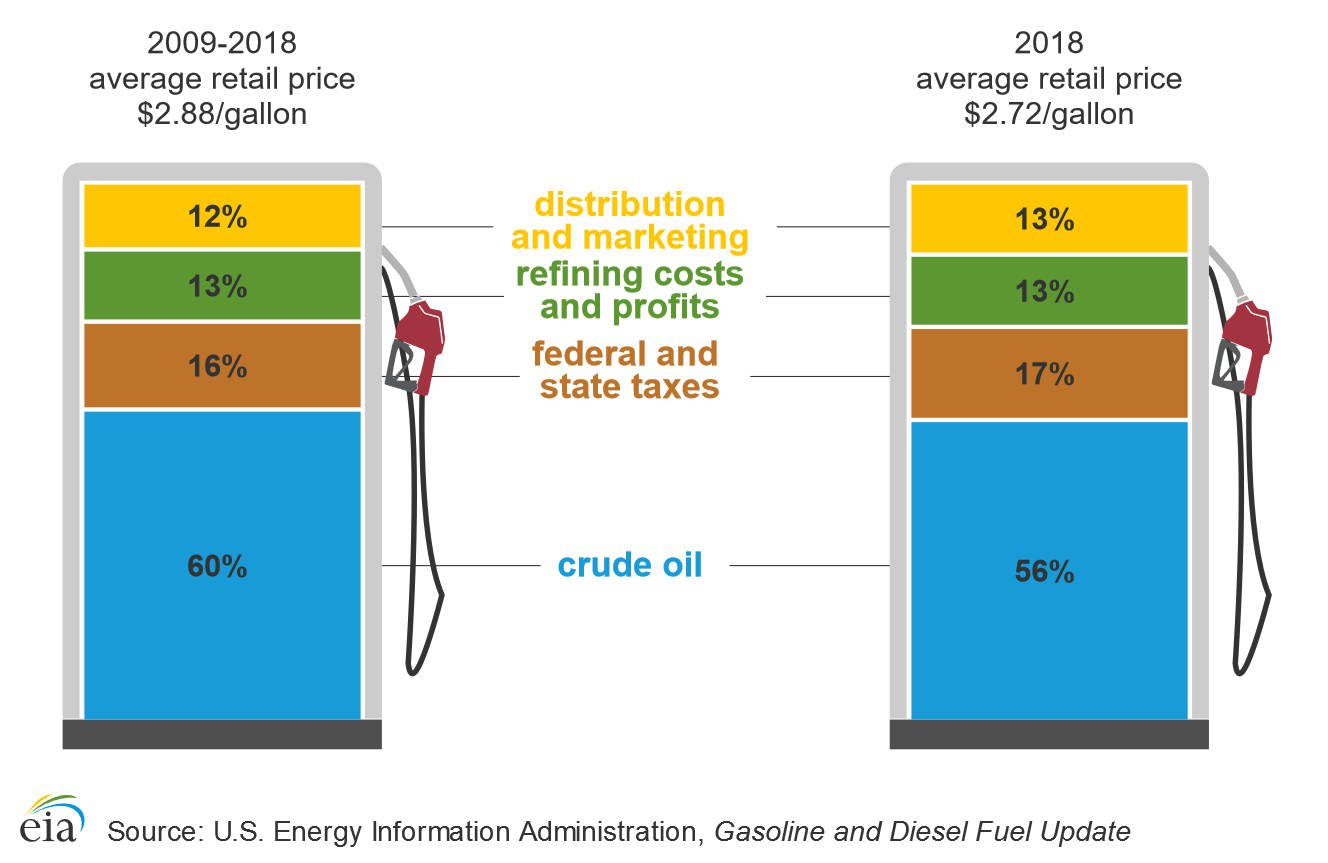 2009-2018
average retail price
$2.88/gallon
2018
average retail price
$2.72/gallon
12%
13%
16%
60%
distribution
and marketing
refining costs
and profits
federal and
state taxes
crude oil
13%
13%
17%
56%
eia
Source: U.S. Energy Information Administration, Gasoline and Diesel Fuel Update